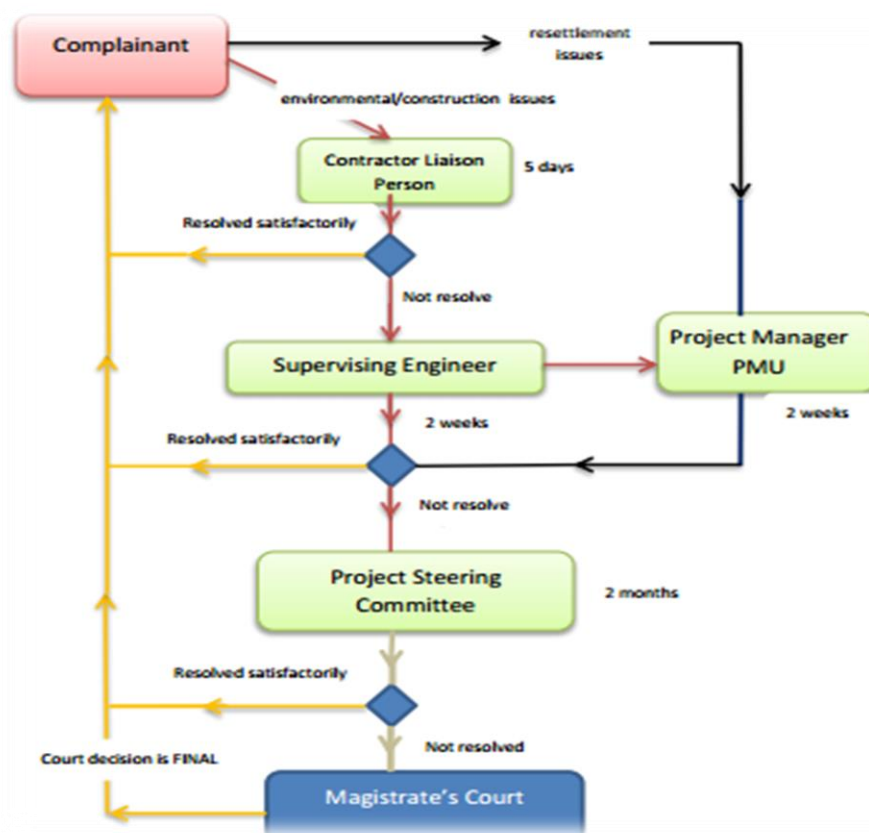 Complainant
resettlement
issues
environmental/construction issues
Contractor Liaison
Person
5 days
Resolved satisfactorily
Not resolve
Supervising Engineer
Project Manager
PMU
2 weeks
2 weeks
Resolved satisfactorily
Not resolve
Project Steering
Committee
2 months
Resolved satisfactorily
Not resolved
Court decision is FINAL
Magistrate's Court